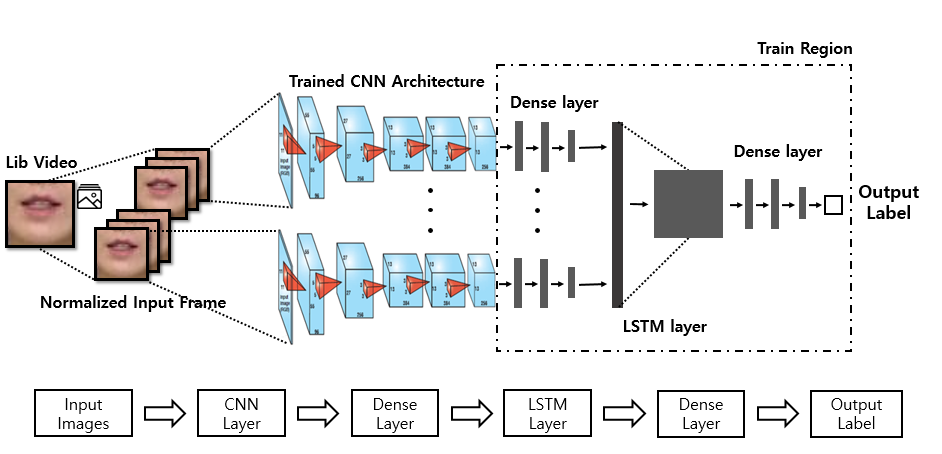 Train Region
Trained CNN Architecture
Dense layer
Lib Video
Dense layer
Output
Label
Normalized Input Frame
LSTM layer
Input
Images
CNN
Layer
Dense
Layer
LSTM
Layer
Dense
Layer
Output
Label